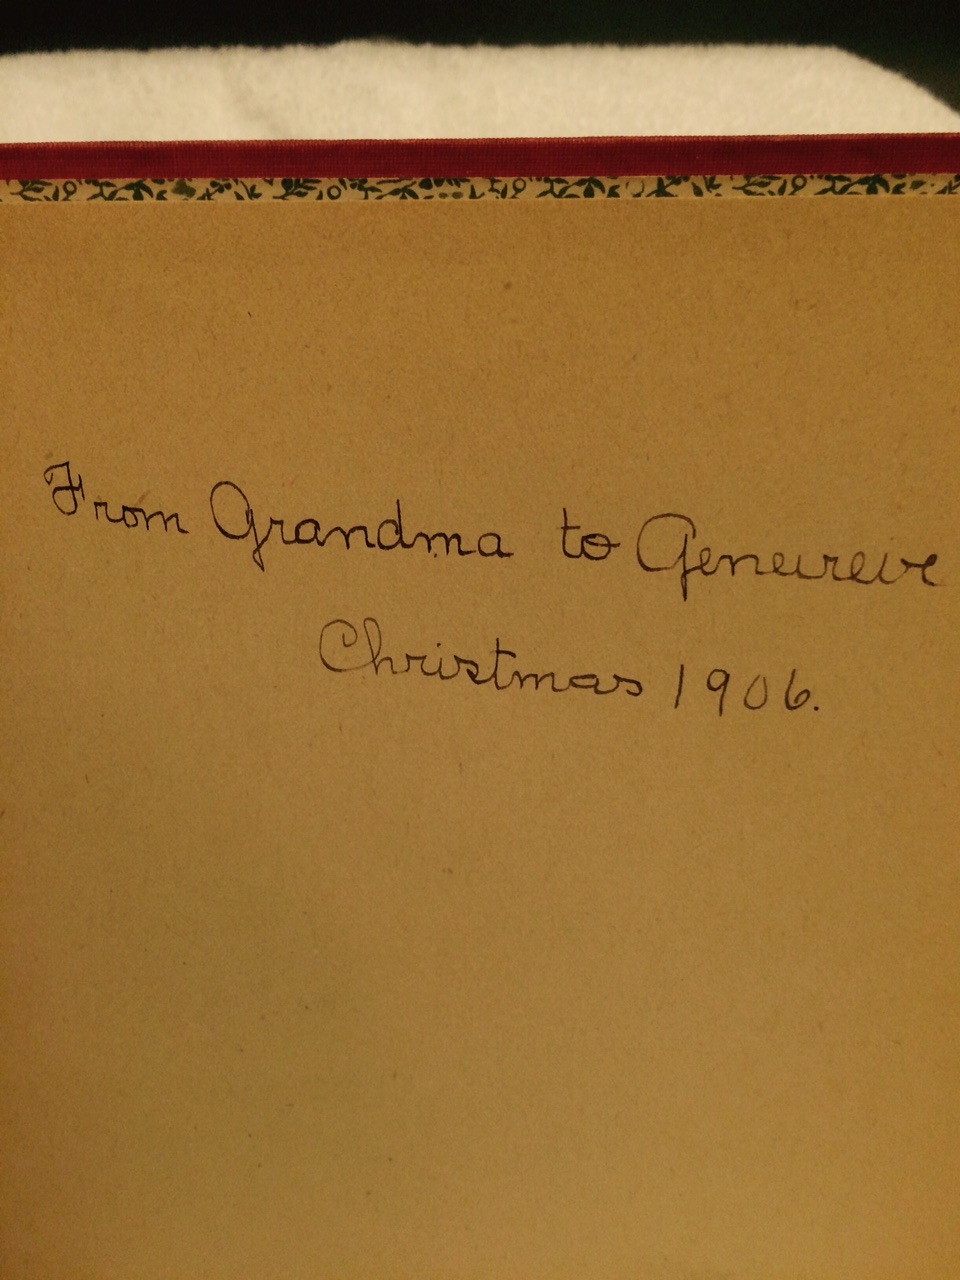 From Grandma to Genevieve
Christmas 1906.